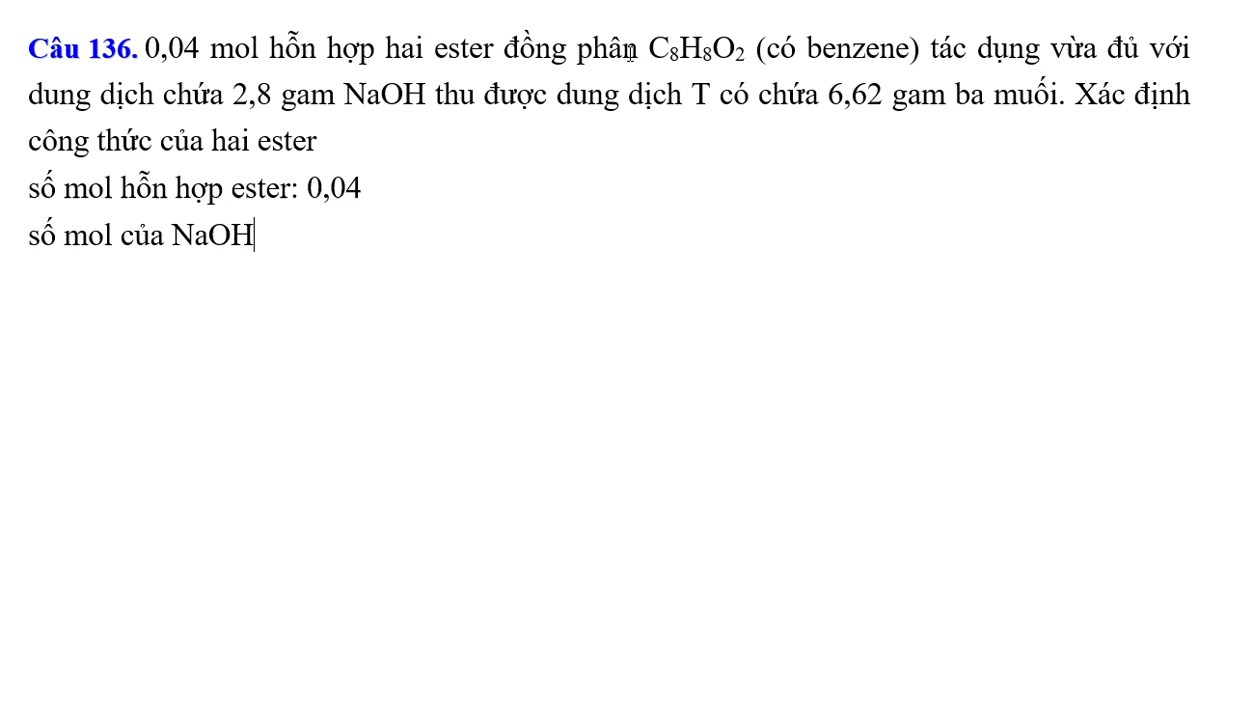 Câu 136. 0,04 mol hỗn hợp hai ester đồng phân C₈H₈O₂ (có benzene) tác dụng vừa đủ với
dung dịch chứa 2,8 gam NaOH thu được dung dịch T có chứa 6,62 gam ba muối. Xác định
công thức của hai ester
số mol hỗn hợp ester: 0,04
số mol của NaOH